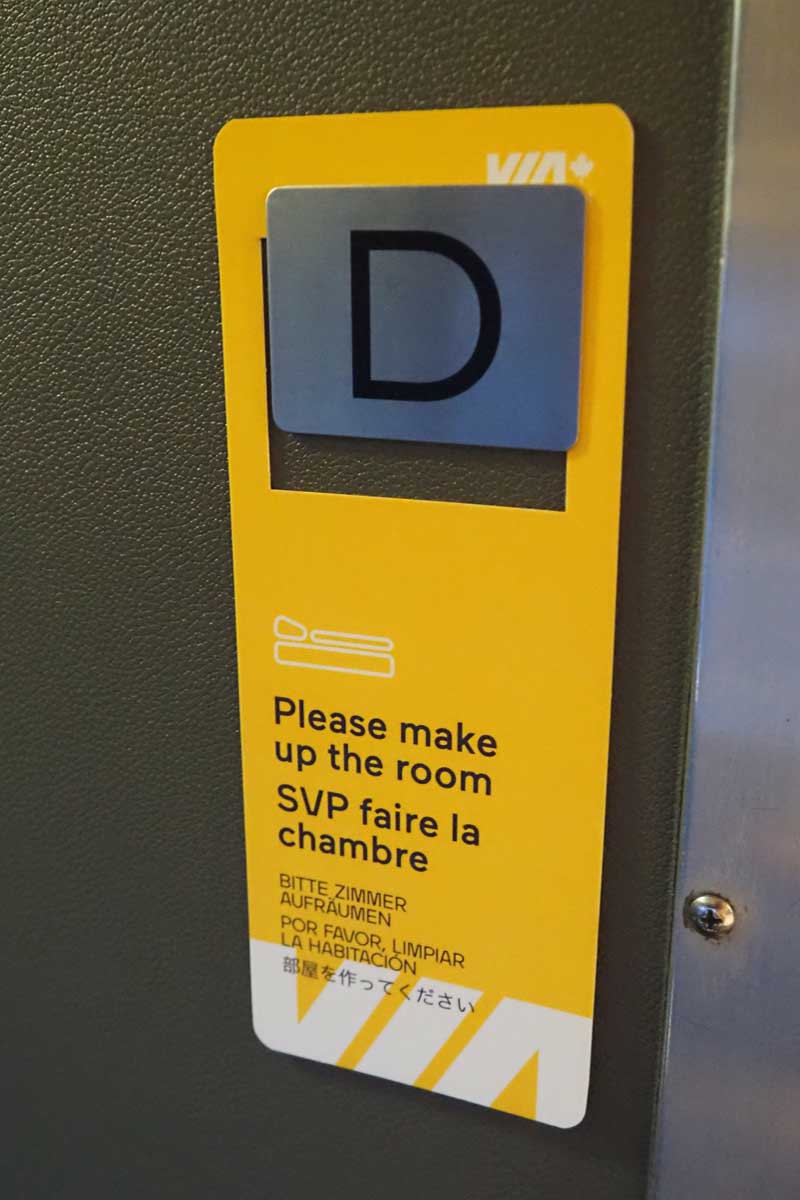 VIA
D
Please make
up the room
SVP faire la
chambre
BITTE ZIMMER
AUFRÄUMEN
POR FAVOR, LIMPIAR
LA HABITACIÓN
部屋を作ってください
VIA